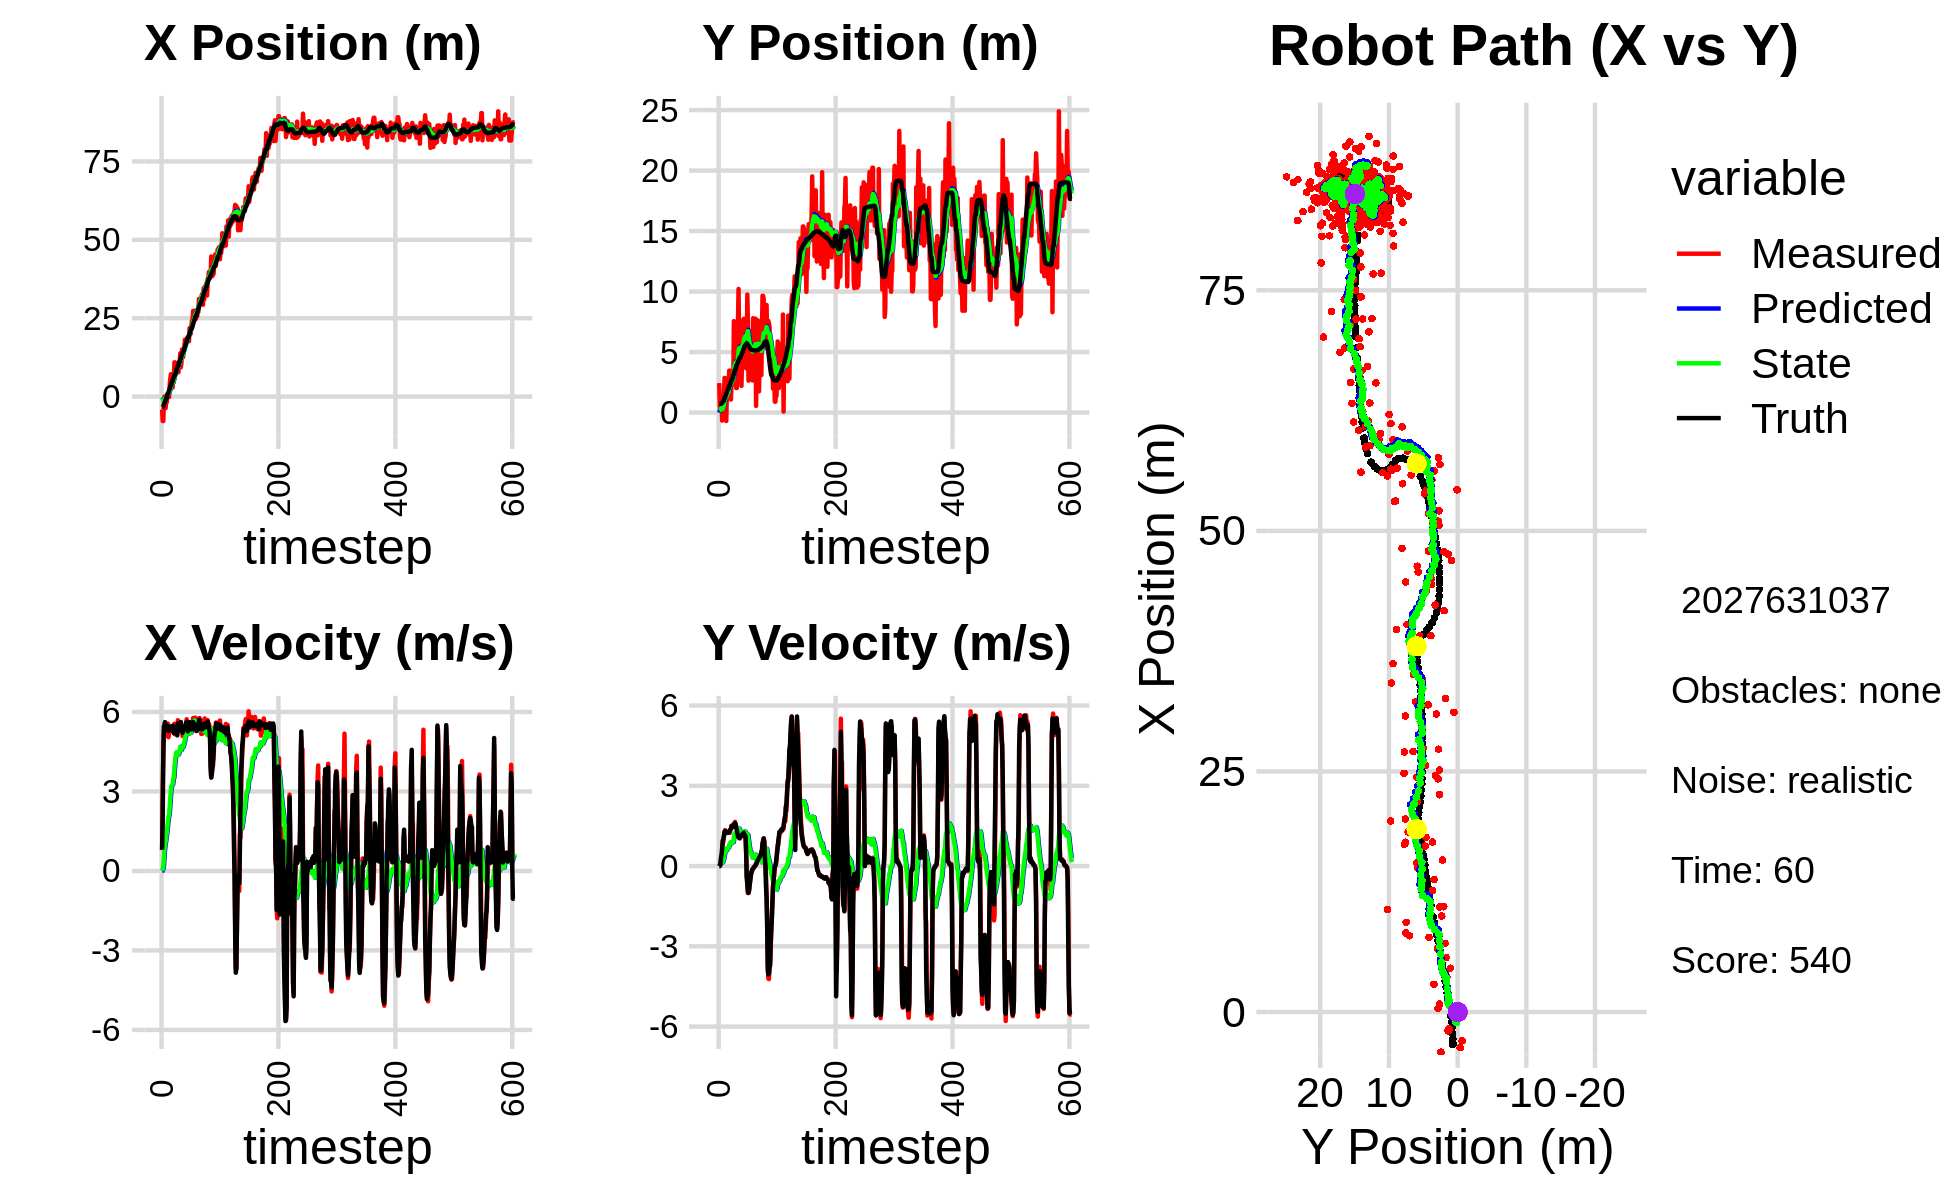 X Position (m)
75
50
25
0
0
200
400
600
timestep
Y Position (m)
25
20
15
10
5
0
0
200
400
600
timestep
X Velocity (m/s)
6
3
0
-3
-6
0
200
400
600
timestep
Y Velocity (m/s)
6
3
0
-3
-6
0
200
400
600
timestep
Robot Path (X vs Y)
X Position (m)
75
50
25
0
20 10 0 -10 -20
Y Position (m)
variable
Measured
Predicted
State
Truth
2027631037
Obstacles: none
Noise: realistic
Time: 60
Score: 540